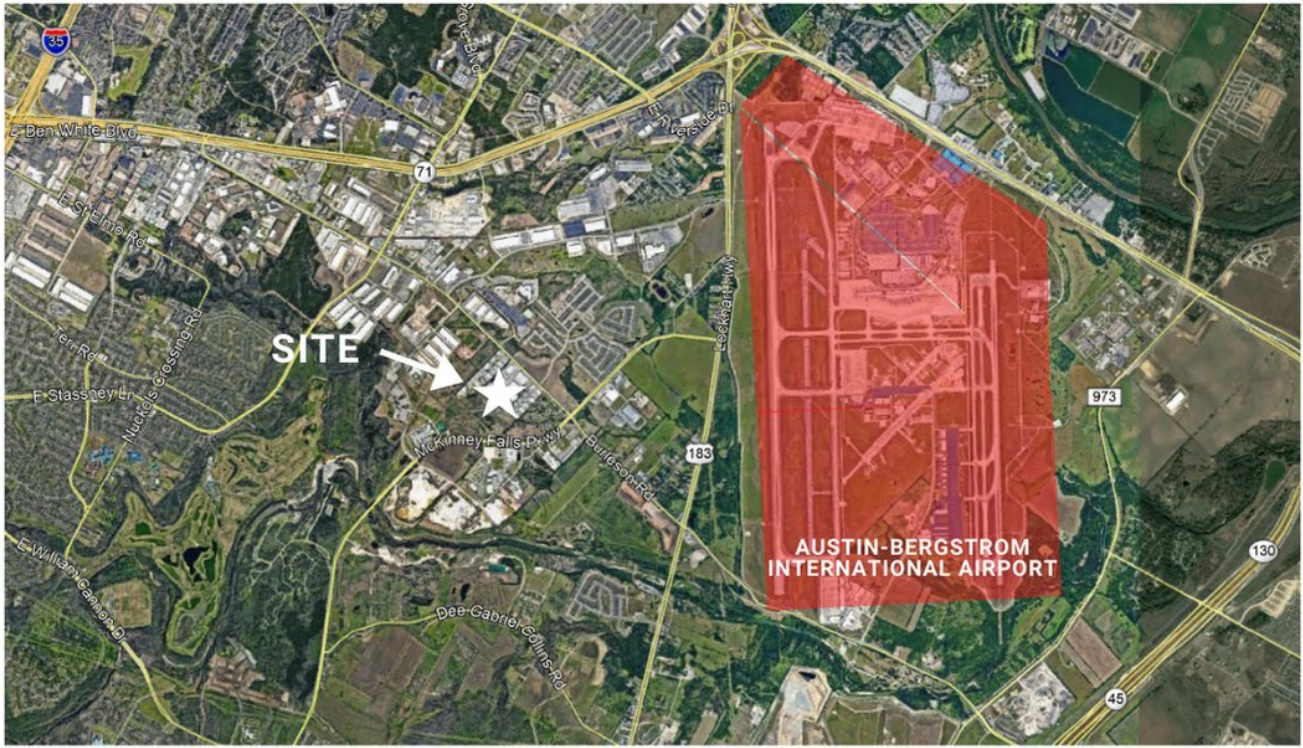 35
E Ben White Blvd
71
E Riverside Dr
E St Elmo Rd
Lockhart Hwy
Teri Rd
Nuckols Crossing Rd
SITE
E Stassney Ln
973
McKinney Falls Pkwy
Burleson Rd
183
AUSTIN-BERGSTROM
INTERNATIONAL AIRPORT
E William Cannon Dr
130
Dee Gabriel Collins Rd
45